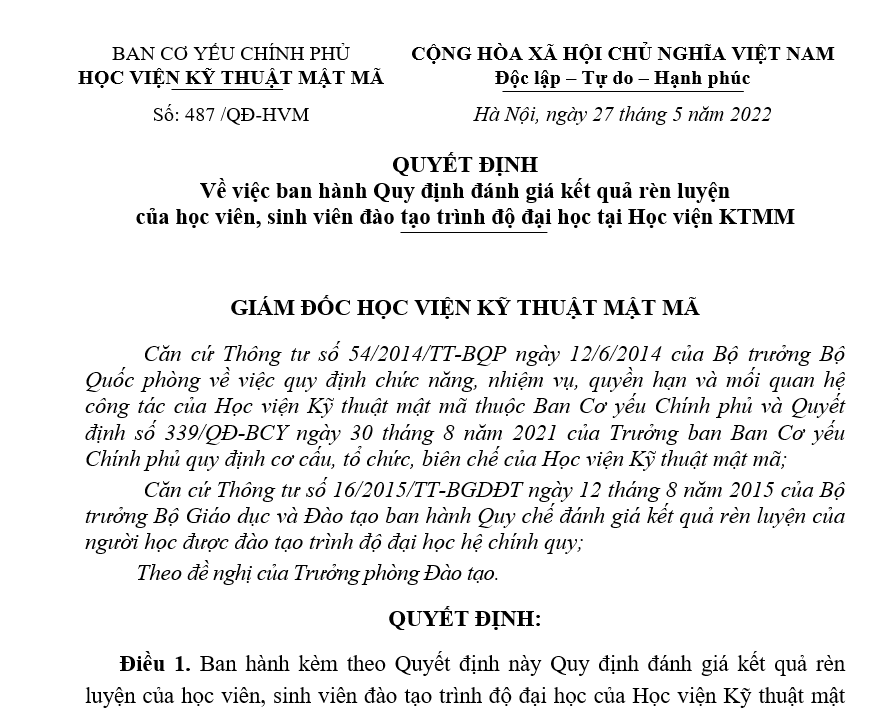 BAN CƠ YẾU CHÍNH PHỦ
HỌC VIỆN KỸ THUẬT MẬT MÃ
Số: 487 /QĐ-HVM
CỘNG HÒA XÃ HỘI CHỦ NGHĨA VIỆT NAM
Độc lập – Tự do – Hạnh phúc
Hà Nội, ngày 27 tháng 5 năm 2022
QUYẾT ĐỊNH
Về việc ban hành Quy định đánh giá kết quả rèn luyện
của học viên, sinh viên đào tạo trình độ đại học tại Học viện KTMM
GIÁM ĐỐC HỌC VIỆN KỸ THUẬT MẬT MÃ
Căn cứ Thông tư số 54/2014/TT-BQP ngày 12/6/2014 của Bộ trưởng Bộ
Quốc phòng về việc quy định chức năng, nhiệm vụ, quyền hạn và mối quan hệ
công tác của Học viện Kỹ thuật mật mã thuộc Ban Cơ yếu Chính phủ và Quyết
định số 339/QĐ-BCY ngày 30 tháng 8 năm 2021 của Trưởng ban Ban Cơ yếu
Chính phủ quy định cơ cấu, tổ chức, biên chế của Học viện Kỹ thuật mật mã;
Căn cứ Thông tư số 16/2015/TT-BGDĐT ngày 12 tháng 8 năm 2015 của Bộ
trưởng Bộ Giáo dục và Đào tạo ban hành Quy chế đánh giá kết quả rèn luyện của
người học được đào tạo trình độ đại học hệ chính quy;
Theo đề nghị của Trưởng phòng Đào tạo.
QUYẾT ĐỊNH:
Điều 1. Ban hành kèm theo Quyết định này Quy định đánh giá kết quả rèn
luyện của học viên, sinh viên đào tạo trình độ đại học của Học viện Kỹ thuật mật